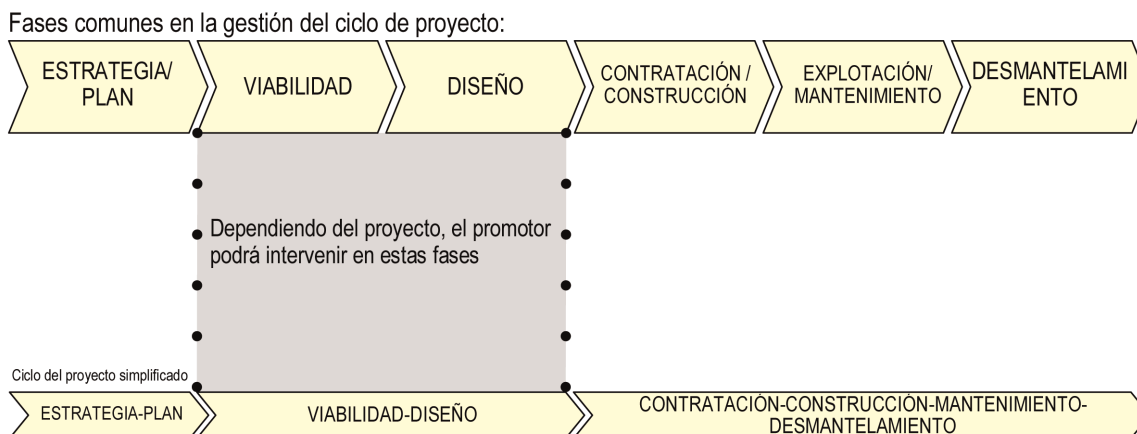 Fases comunes en la gestión del ciclo de proyecto:
ESTRATEGIA/
PLAN
VIABILIDAD
DISEÑO
CONTRATACIÓN /
CONSTRUCCIÓN
EXPLOTACIÓN/
MANTENIMIENTO
DESMANTELAMI
ENTO
Dependiendo del proyecto, el promotor
podrá intervenir en estas fases
Ciclo del proyecto simplificado
ESTRATEGIA-PLAN
VIABILIDAD-DISEÑO
CONTRATACIÓN-CONSTRUCCIÓN-MANTENIMIENTO-
DESMANTELAMIENTO